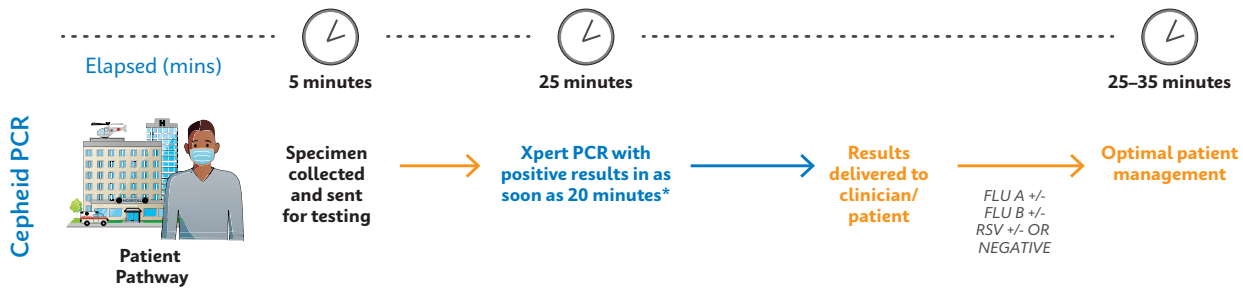 Elapsed (mins)
5 minutes
25 minutes
25–35 minutes
Cepheid PCR
H
HOSPITAL
Patient
Pathway
Specimen
collected
and sent
for testing
Xpert PCR with
positive results in as
soon as 20 minutes*
Results
delivered to
clinician/
patient
FLU A +/-
FLU B +/-
RSV +/- OR
NEGATIVE
Optimal patient
management